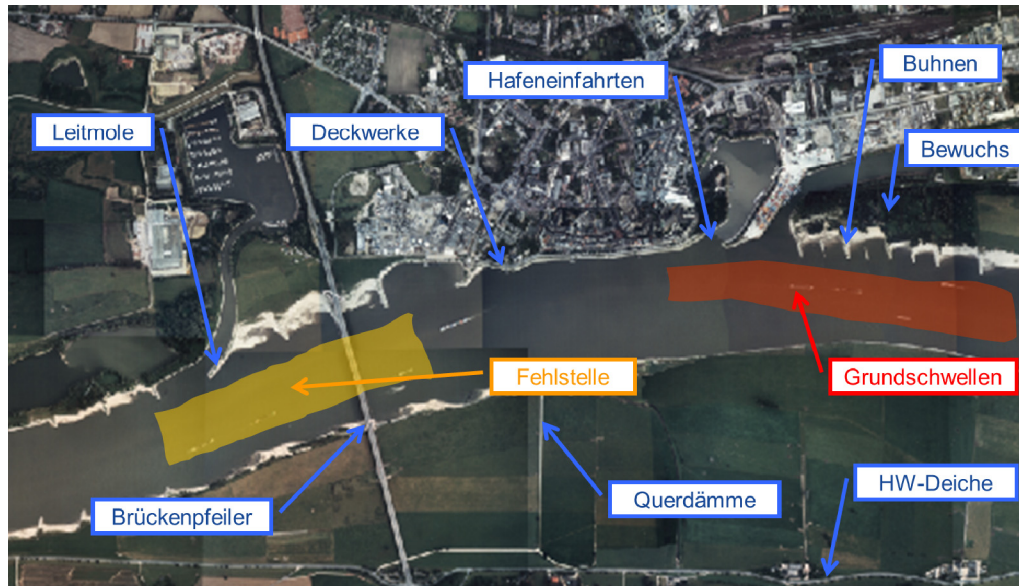 Hafeneinfahrten
Buhnen
Leitmole
Deckwerke
Bewuchs
Fehlstelle
Grundschwellen
Brückenpfeiler
Querdämme
HW-Deiche